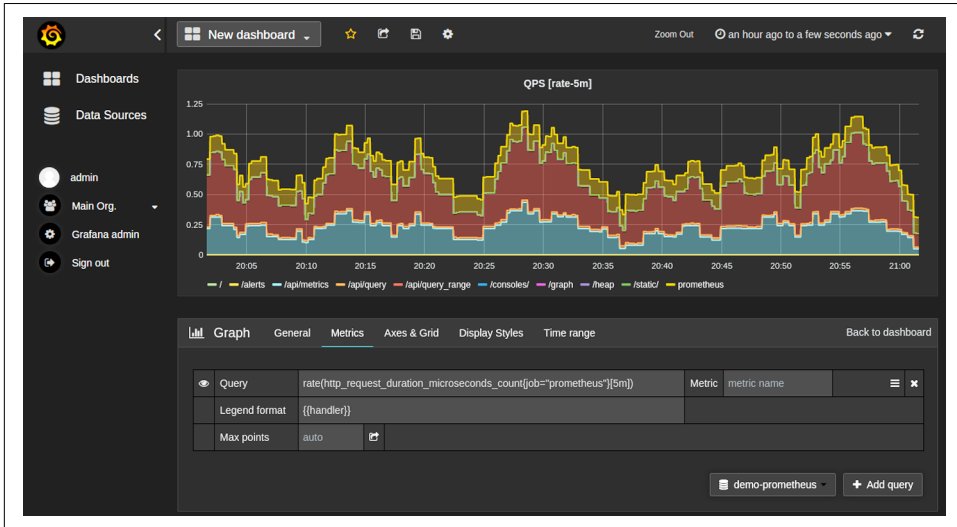 New dashboard
Zoom Out an hour ago to a few seconds ago
Dashboards
Data Sources
admin
Main Org.
Grafana admin
Sign out
QPS [rate-5m]
1.25
1.00
0.75
0.50
0.25
0
20:05 20:10 20:15 20:20 20:25 20:30 20:35 20:40 20:45 20:50 20:55 21:00
/ /alerts /api/metrics /api/query /api/query_range /consoles/ /graph /heap /static/ prometheus
Graph General Metrics Axes & Grid Display Styles Time range Back to dashboard
Query rate(http_request_duration_microseconds_count{job="prometheus"}[5m]) Metric metric name
Legend format {{handler}}
Max points auto
demo-prometheus + Add query